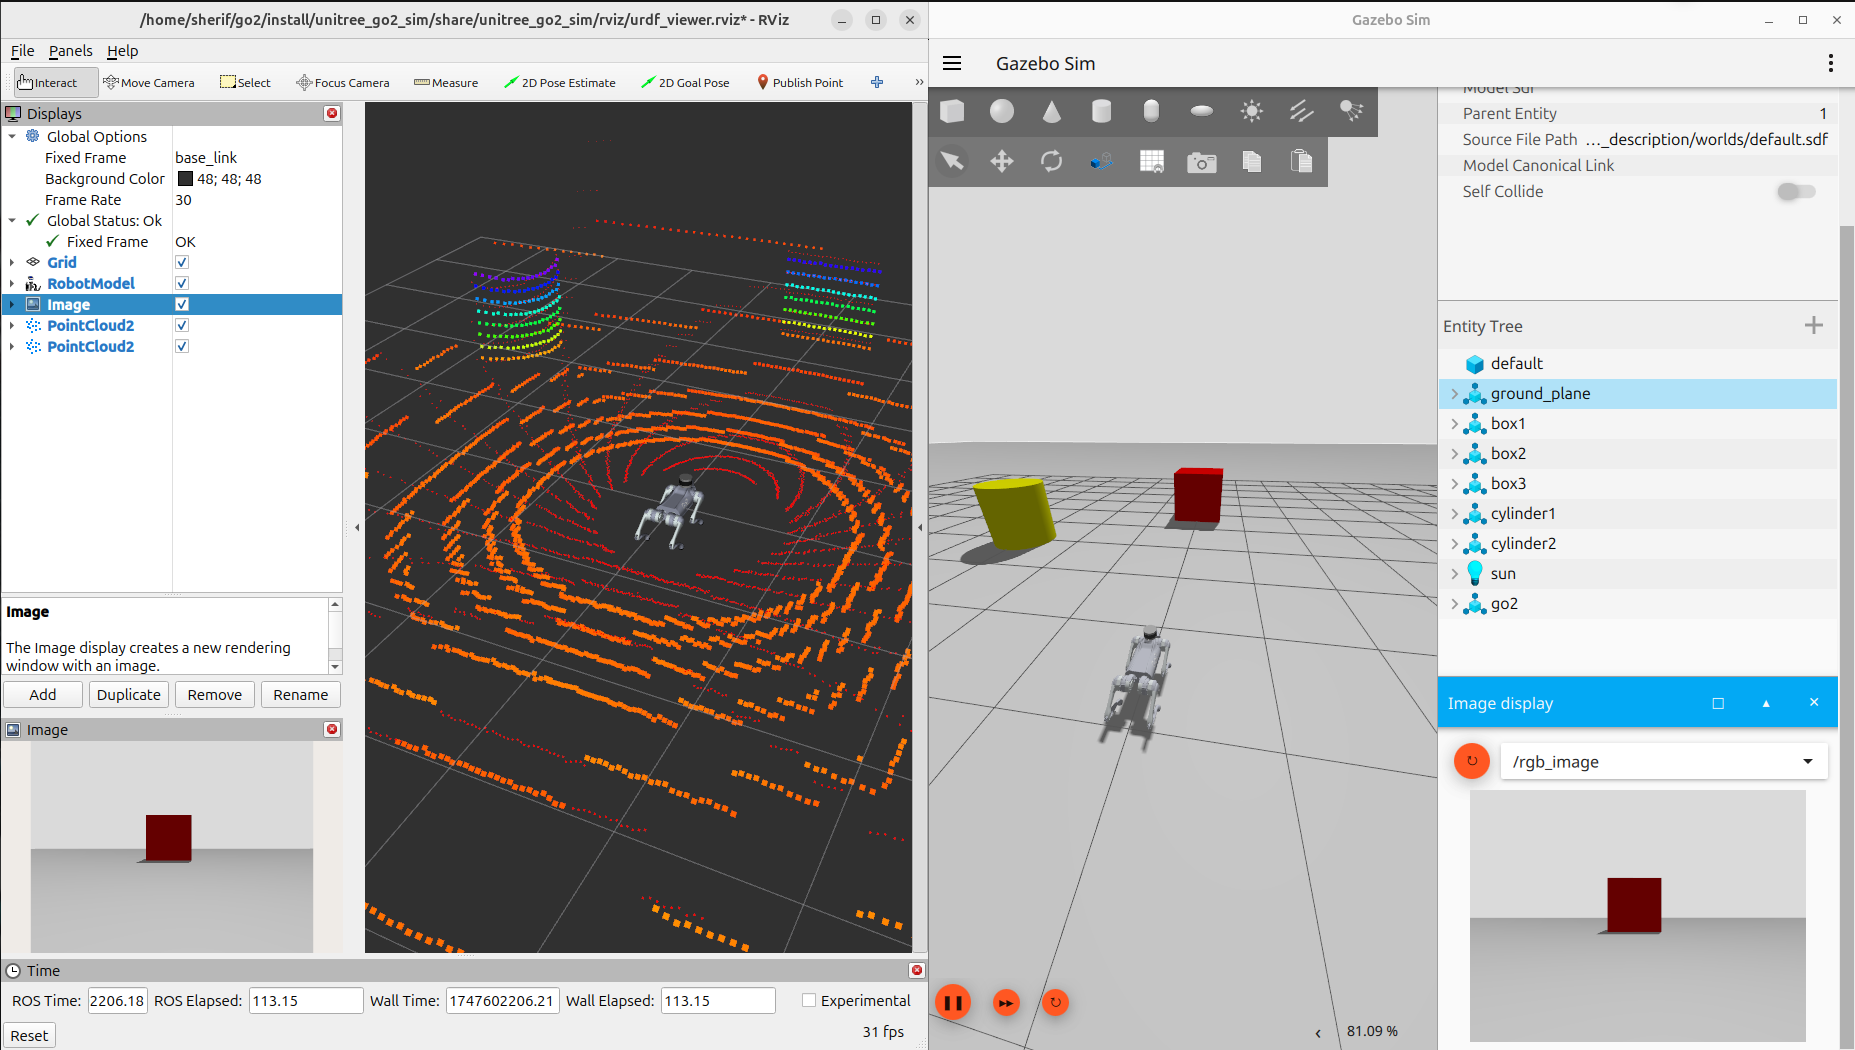 /home/sherif/go2/install/unitree_go2_sim/share/unitree_go2_sim/rviz/urdf_viewer.rviz* - RViz
File Panels Help
Interact Move Camera Select Focus Camera Measure 2D Pose Estimate 2D Goal Pose Publish Point »
Displays
Global Options
Fixed Frame base_link
Background Color 48; 48; 48
Frame Rate 30
Global Status: Ok
Fixed Frame OK
Grid
RobotModel
Image
PointCloud2
PointCloud2
Image
The Image display creates a new rendering
window with an image.
Add Duplicate Remove Rename
Image
Time
ROS Time: 2206.18 ROS Elapsed: 113.15 Wall Time: 1747602206.21 Wall Elapsed: 113.15 Experimental
Reset 31 fps
Gazebo Sim
Gazebo Sim
Model Sdf
Parent Entity 1
Source File Path ..._description/worlds/default.sdf
Model Canonical Link
Self Collide
Entity Tree
default
ground_plane
box1
box2
box3
cylinder1
cylinder2
sun
go2
Image display
/rgb_image
81.09 %